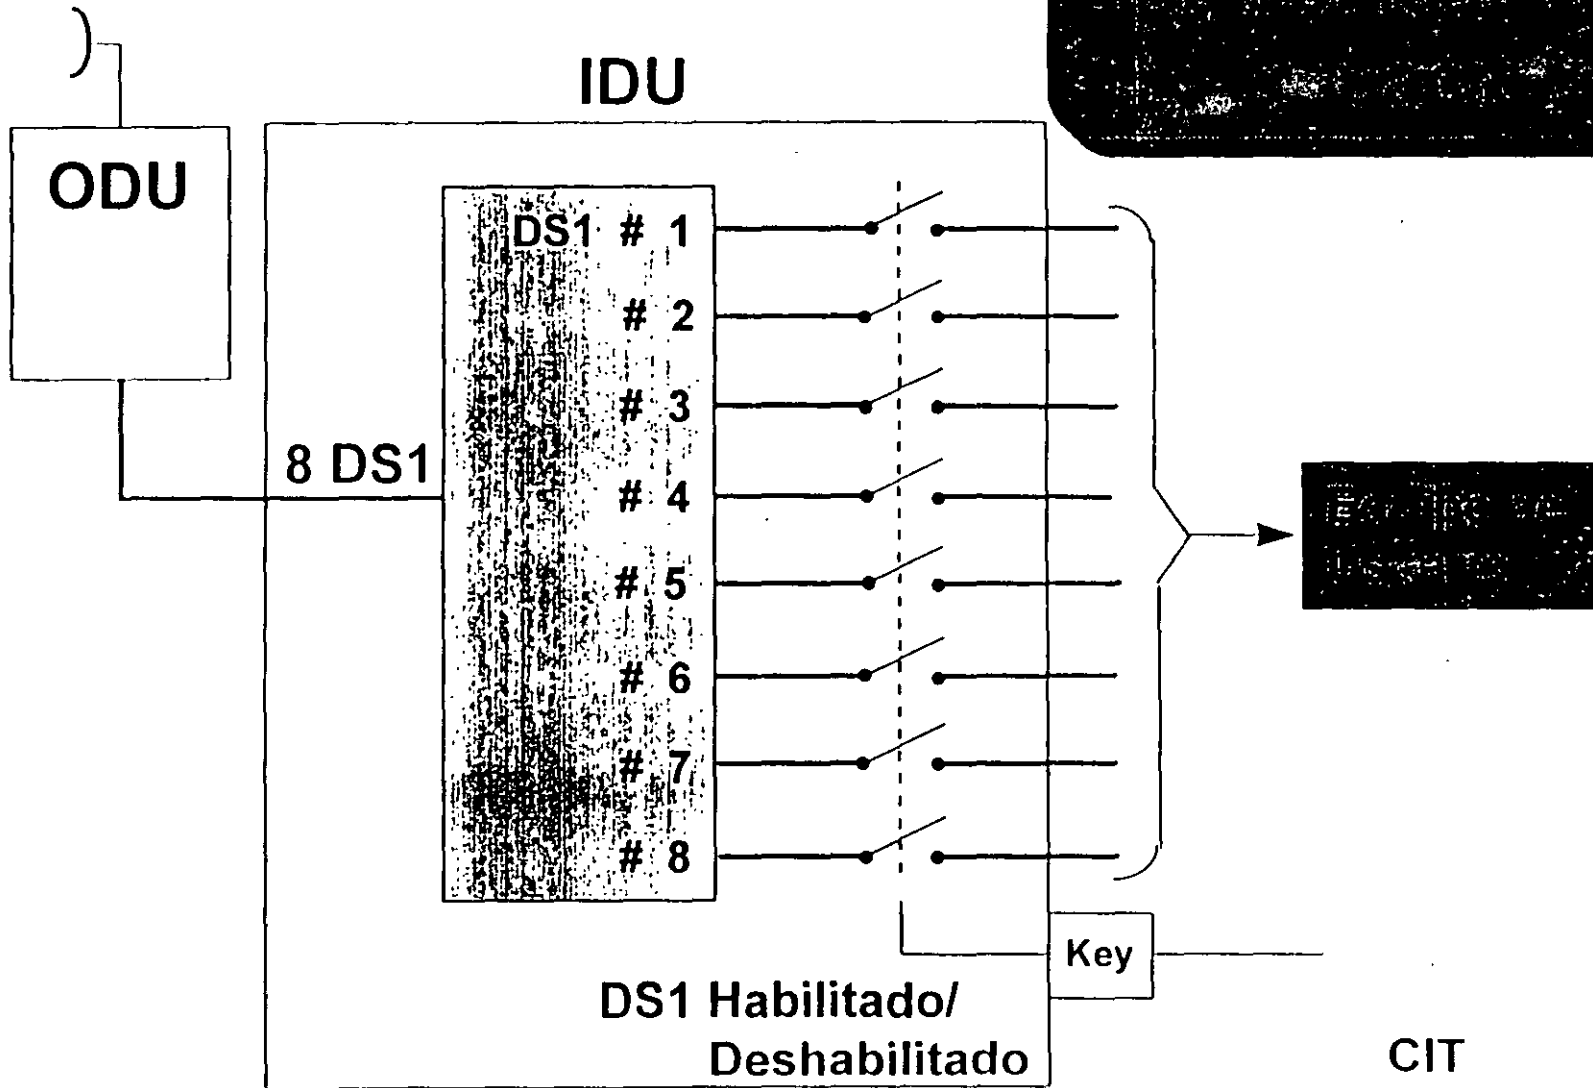 IDU
ODU
DS1 # 1
# 2
# 3
8 DS1
# 4
# 5
# 6
# 7
# 8
Key
DS1 Habilitado/
Deshabilitado
CIT